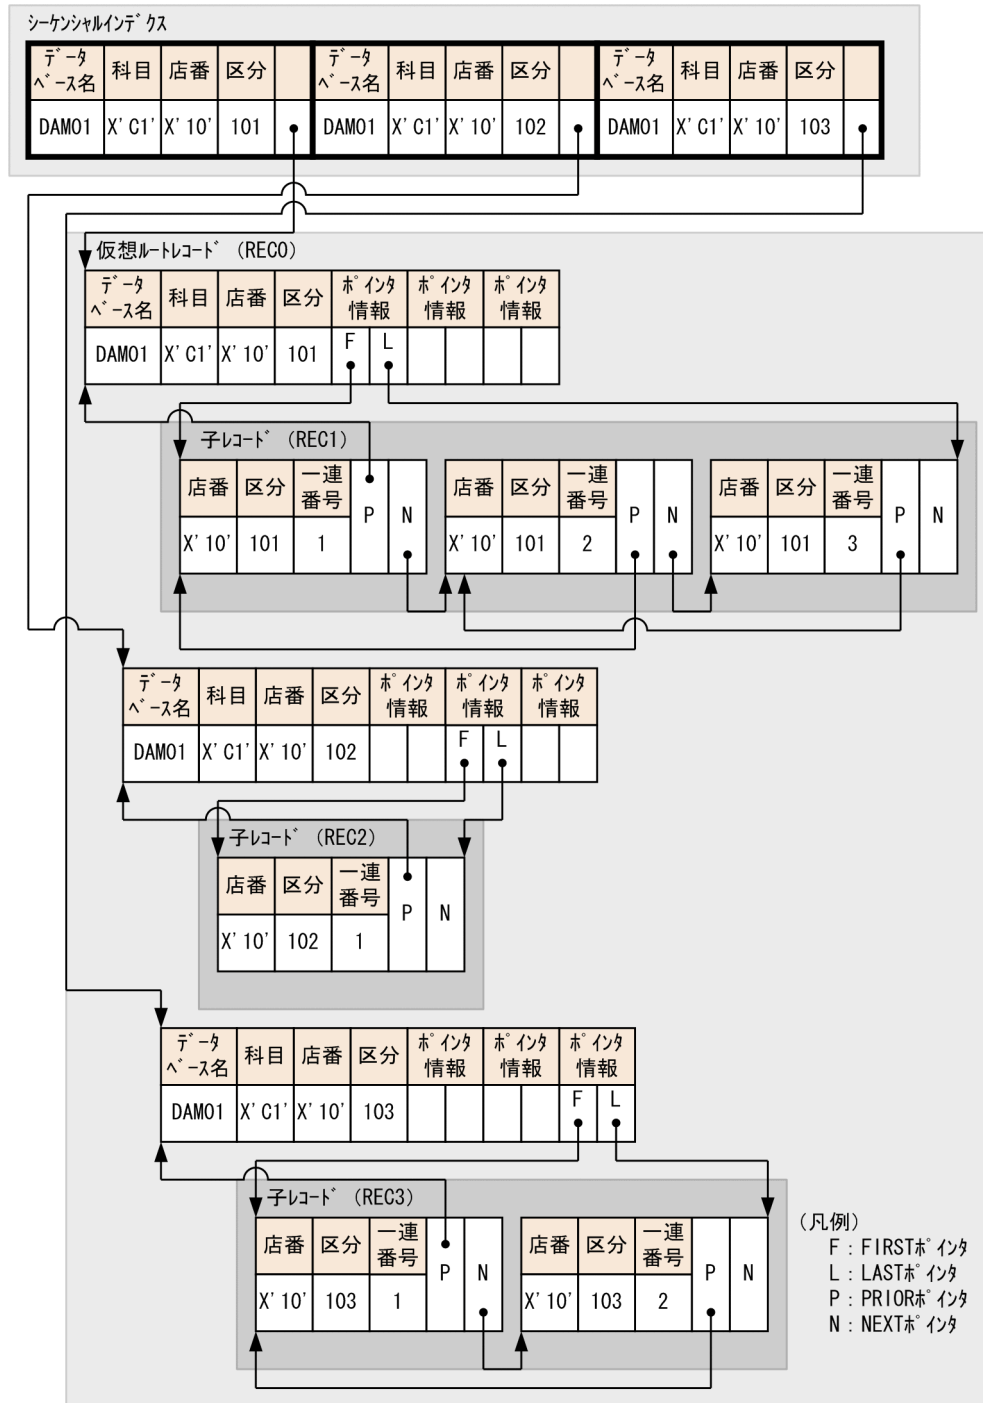 シーケンシャルインデクス
データベース名 科目 店番 区分 データベース名 科目 店番 区分 データベース名 科目 店番 区分
DAM01 X'C1' X'10' 101 DAM01 X'C1' X'10' 102 DAM01 X'C1' X'10' 103
仮想ルートレコード (REC0)
データベース名 科目 店番 区分 ポインタ情報 ポインタ情報 ポインタ情報
DAM01 X'C1' X'10' 101 F L
子レコード (REC1)
店番 区分 一連番号 P N 店番 区分 一連番号 P N 店番 区分 一連番号 P N
X'10' 101 1 X'10' 101 2 X'10' 101 3
データベース名 科目 店番 区分 ポインタ情報 ポインタ情報 ポインタ情報
DAM01 X'C1' X'10' 102 F L
子レコード (REC2)
店番 区分 一連番号 P N
X'10' 102 1
データベース名 科目 店番 区分 ポインタ情報 ポインタ情報 ポインタ情報
DAM01 X'C1' X'10' 103 F L
子レコード (REC3)
店番 区分 一連番号 P N 店番 区分 一連番号 P N
X'10' 103 1 X'10' 103 2
(凡例)
F:FIRSTポインタ
L:LASTポインタ
P:PRIORポインタ
N:NEXTポインタ